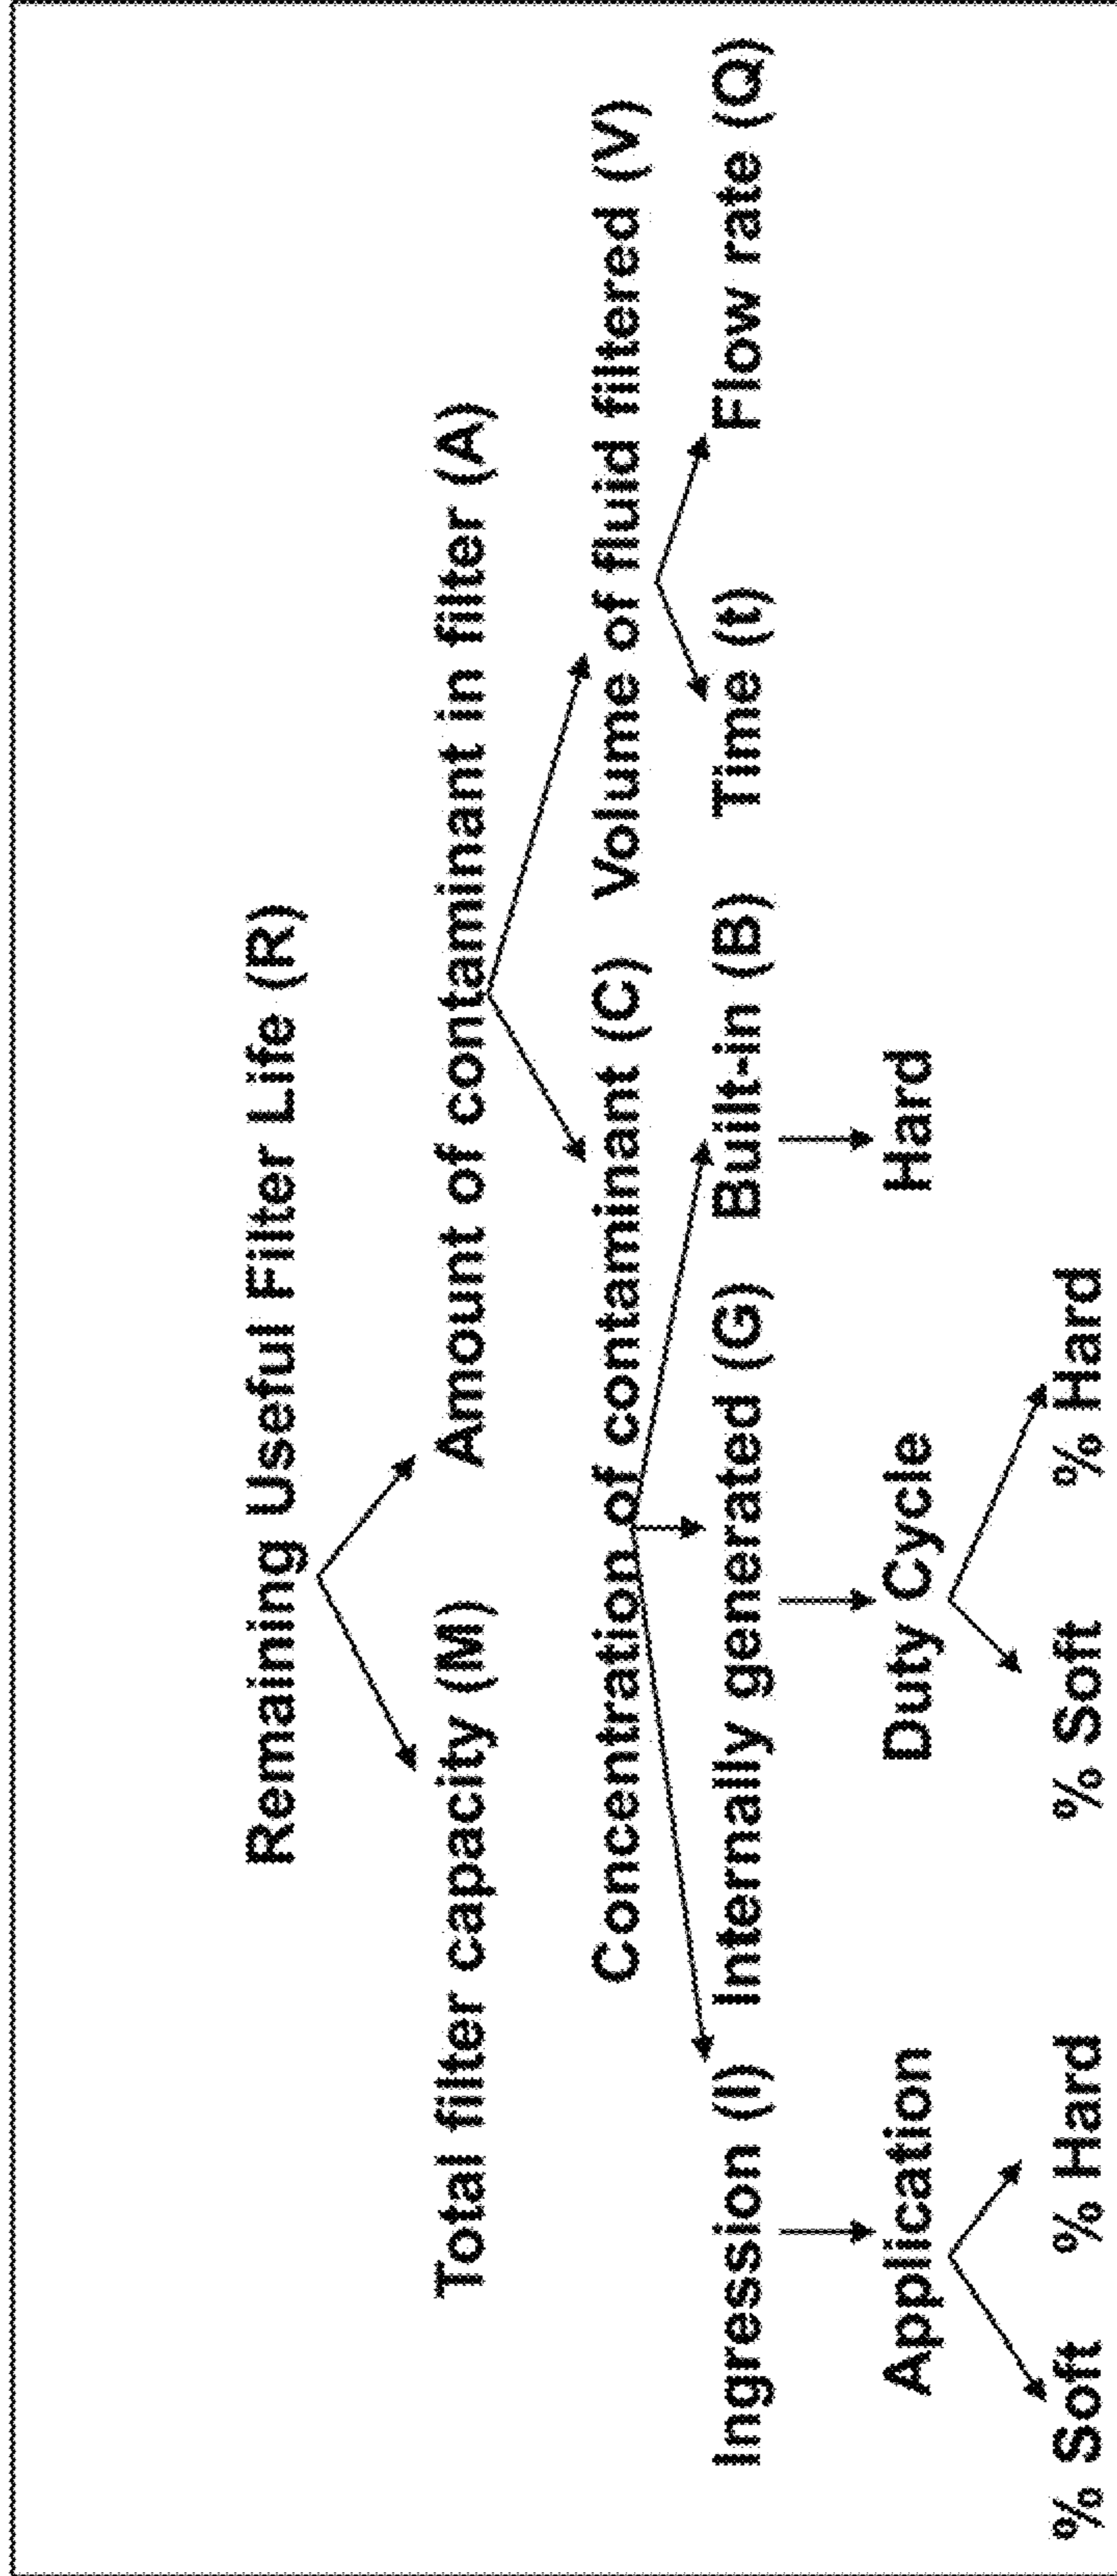 Remaining Useful Filter Life (R)
Total filter capacity (M) Amount of contaminant in filter (A)
Concentration of contaminant (C) Volume of fluid filtered (V)
Ingression (I) Internally generated (G) Built-in (B) Time (t) Flow rate (Q)
Application Duty Cycle Hard
% Soft % Hard % Soft % Hard